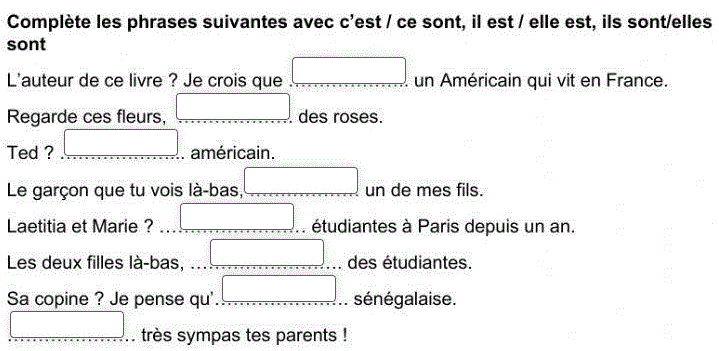 Complète les phrases suivantes avec c’est / ce sont, il est / elle est, ils sont/elles
sont
L’auteur de ce livre ? Je crois que ..................... un Américain qui vit en France.
Regarde ces fleurs, ..................... des roses.
Ted ? ..................... américain.
Le garçon que tu vois là-bas,..................... un de mes fils.
Laetitia et Marie ? ........................ étudiantes à Paris depuis un an.
Les deux filles là-bas, ........................ des étudiantes.
Sa copine ? Je pense qu’....................... sénégalaise.
....................... très sympas tes parents !